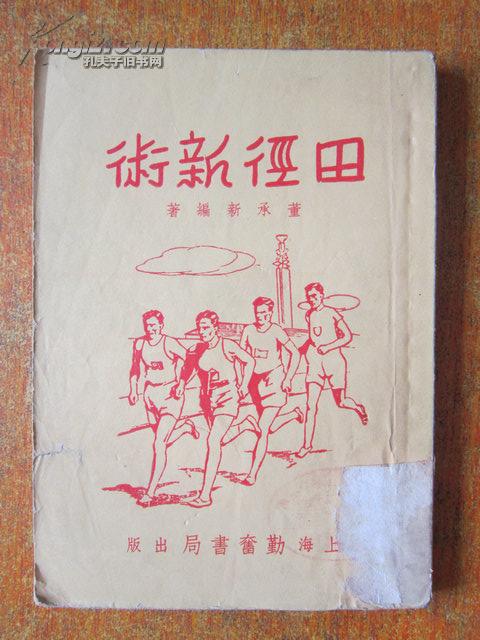 孔夫子旧书网
田徑新術
董承新編著
上海勤奮書局出版